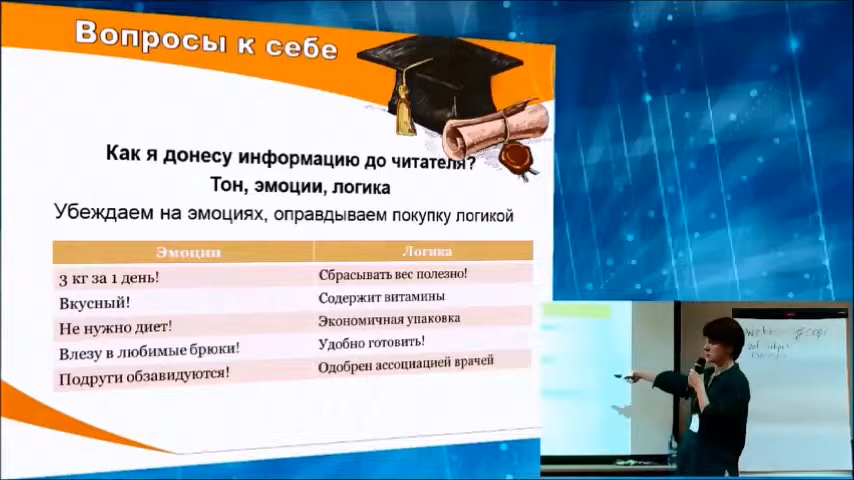 Вопросы к себе
Как я донесу информацию до читателя?
Тон, эмоции, логика
Убеждаем на эмоциях, оправдываем покупку логикой
Эмоции Логика
3 кг за 1 день! Сбрасывать вес полезно!
Вкусный! Содержит витамины
Не нужно диет! Экономичная упаковка
Влезу в любимые брюки! Удобно готовить!
Подруги обзавидуются! Одобрен ассоциацией врачей